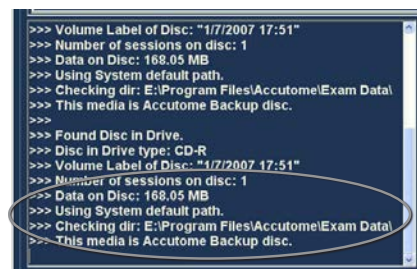 >>> Volume Label of Disc: "1/7/2007 17:51"
>>> Number of sessions on disc: 1
>>> Data on Disc: 168.05 MB
>>> Using System default path.
>>> Checking dir: E:\Program Files\Accutome\Exam Data\
>>> This media is Accutome Backup disc.
>>>
>>> Found Disc in Drive.
>>> Disc in Drive type: CD-R
>>> Volume Label of Disc: "1/7/2007 17:51"
>>> Number of sessions on disc: 1
>>> Data on Disc: 168.05 MB
>>> Using System default path.
>>> Checking dir: E:\Program Files\Accutome\Exam Data\
>>> This media is Accutome Backup disc.